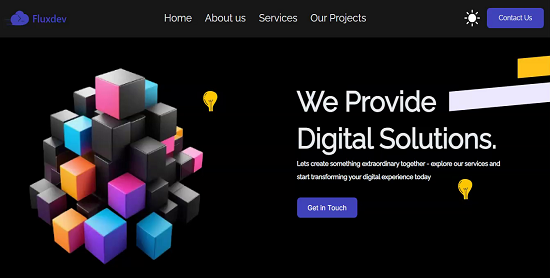 Fluxdev
Home About us Services Our Projects
Contact Us
We Provide
Digital Solutions.
Lets create something extraordinary together - explore our services and
start transforming your digital experience today
Get in Touch